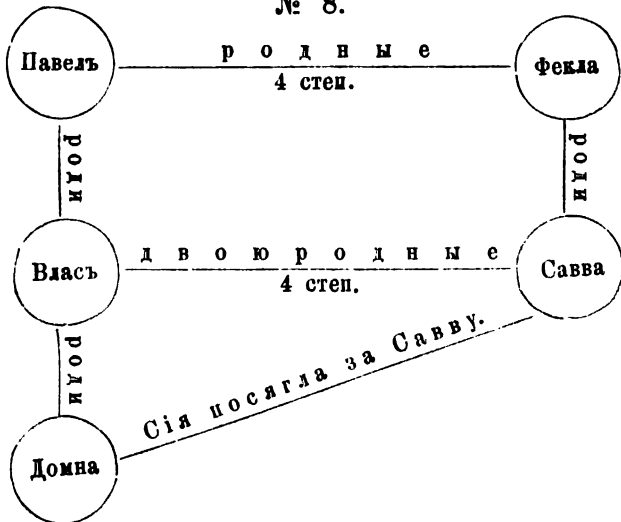 № 8.
Павелъ
родные
4 степ.
Фекла
роди
роди
Власъ
двоюродные
4 степ.
Савва
роди
Сія посягла за Савву.
Домна